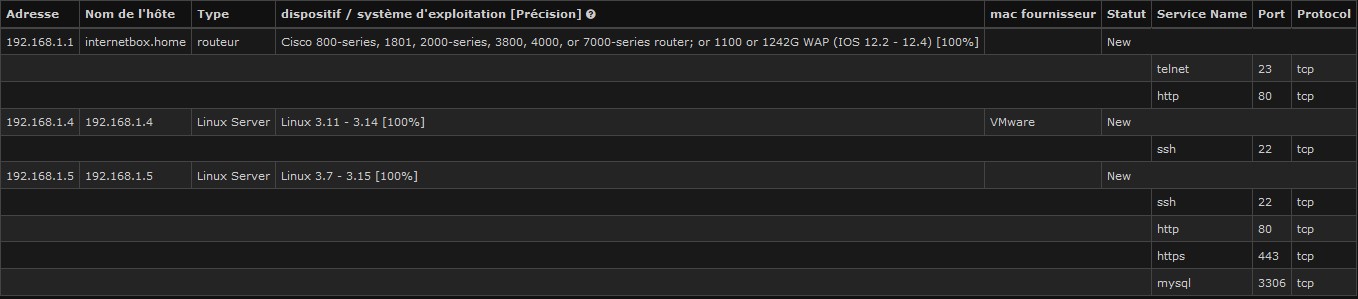 Adresse Nom de l'hôte Type dispositif / système d'exploitation [Précision] mac fournisseur Statut Service Name Port Protocol
192.168.1.1 internetbox.home routeur Cisco 800-series, 1801, 2000-series, 3800, 4000, or 7000-series router; or 1100 or 1242G WAP (IOS 12.2 - 12.4) [100%] New
telnet 23 tcp
http 80 tcp
192.168.1.4 192.168.1.4 Linux Server Linux 3.11 - 3.14 [100%] VMware New
ssh 22 tcp
192.168.1.5 192.168.1.5 Linux Server Linux 3.7 - 3.15 [100%] New
ssh 22 tcp
http 80 tcp
https 443 tcp
mysql 3306 tcp